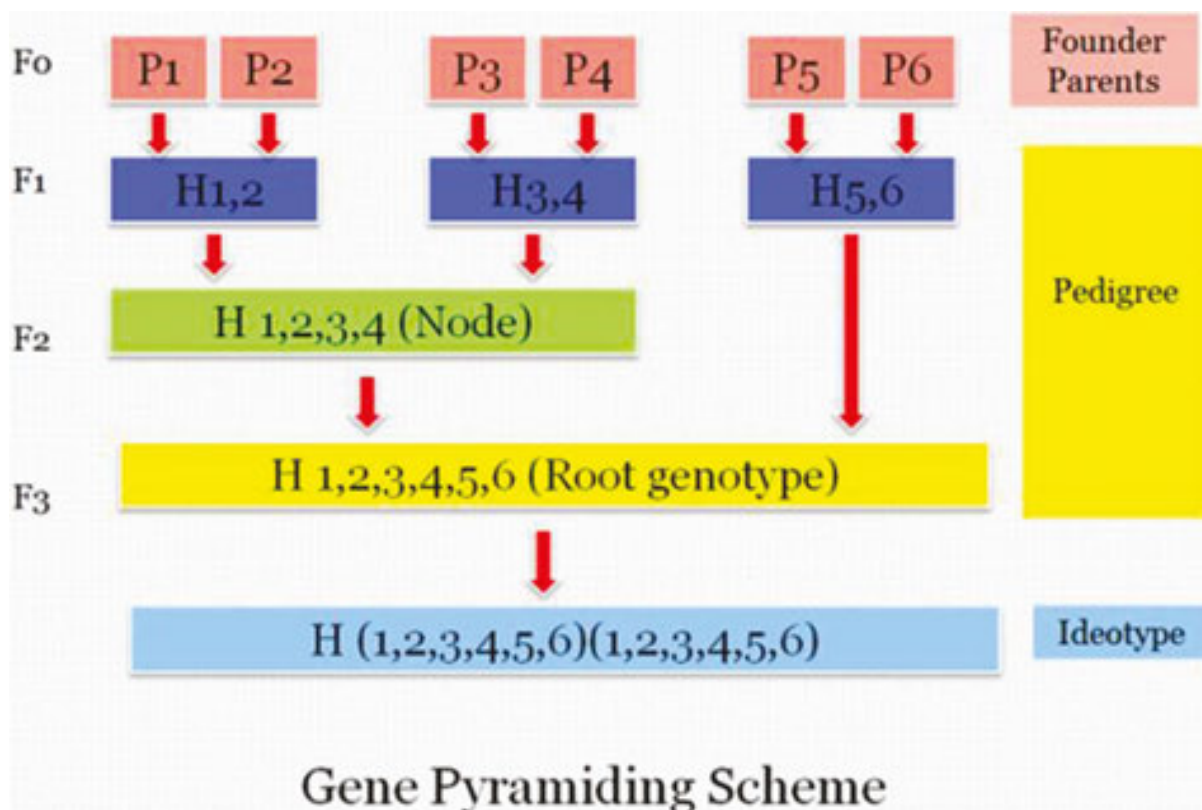 F0 P1 P2 P3 P4 P5 P6
Founder
Parents
F1 H1,2 H3,4 H5,6
Pedigree
H 1,2,3,4 (Node)
F2
H 1,2,3,4,5,6 (Root genotype)
F3
H (1,2,3,4,5,6)(1,2,3,4,5,6)
Ideotype
Gene Pyramiding Scheme